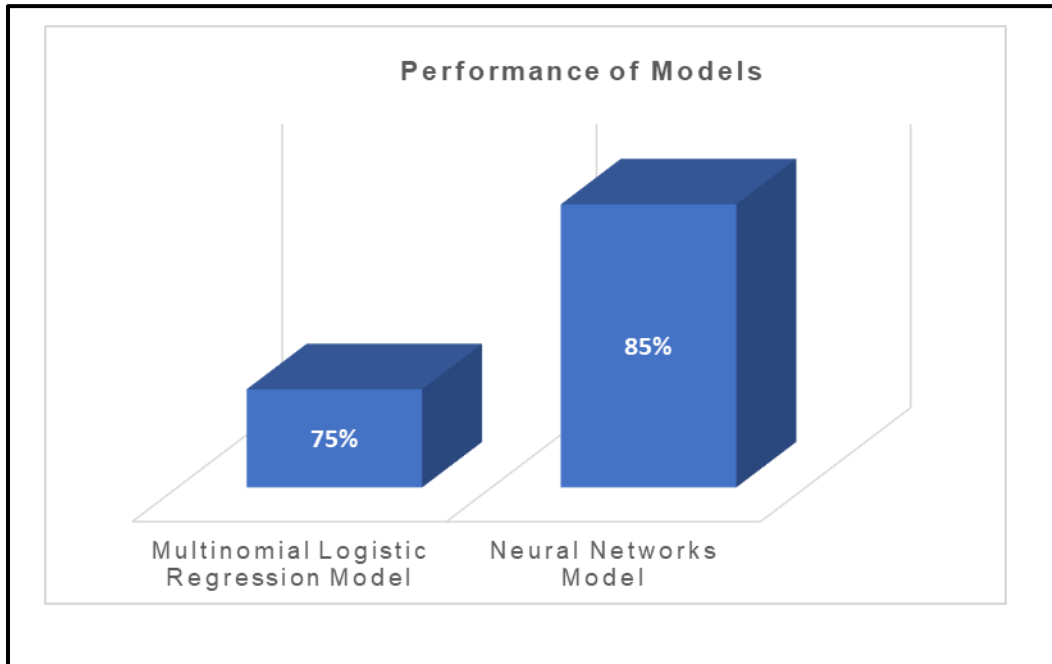 Performance of Models
75%
85%
Multinomial Logistic
Regression Model
Neural Networks
Model